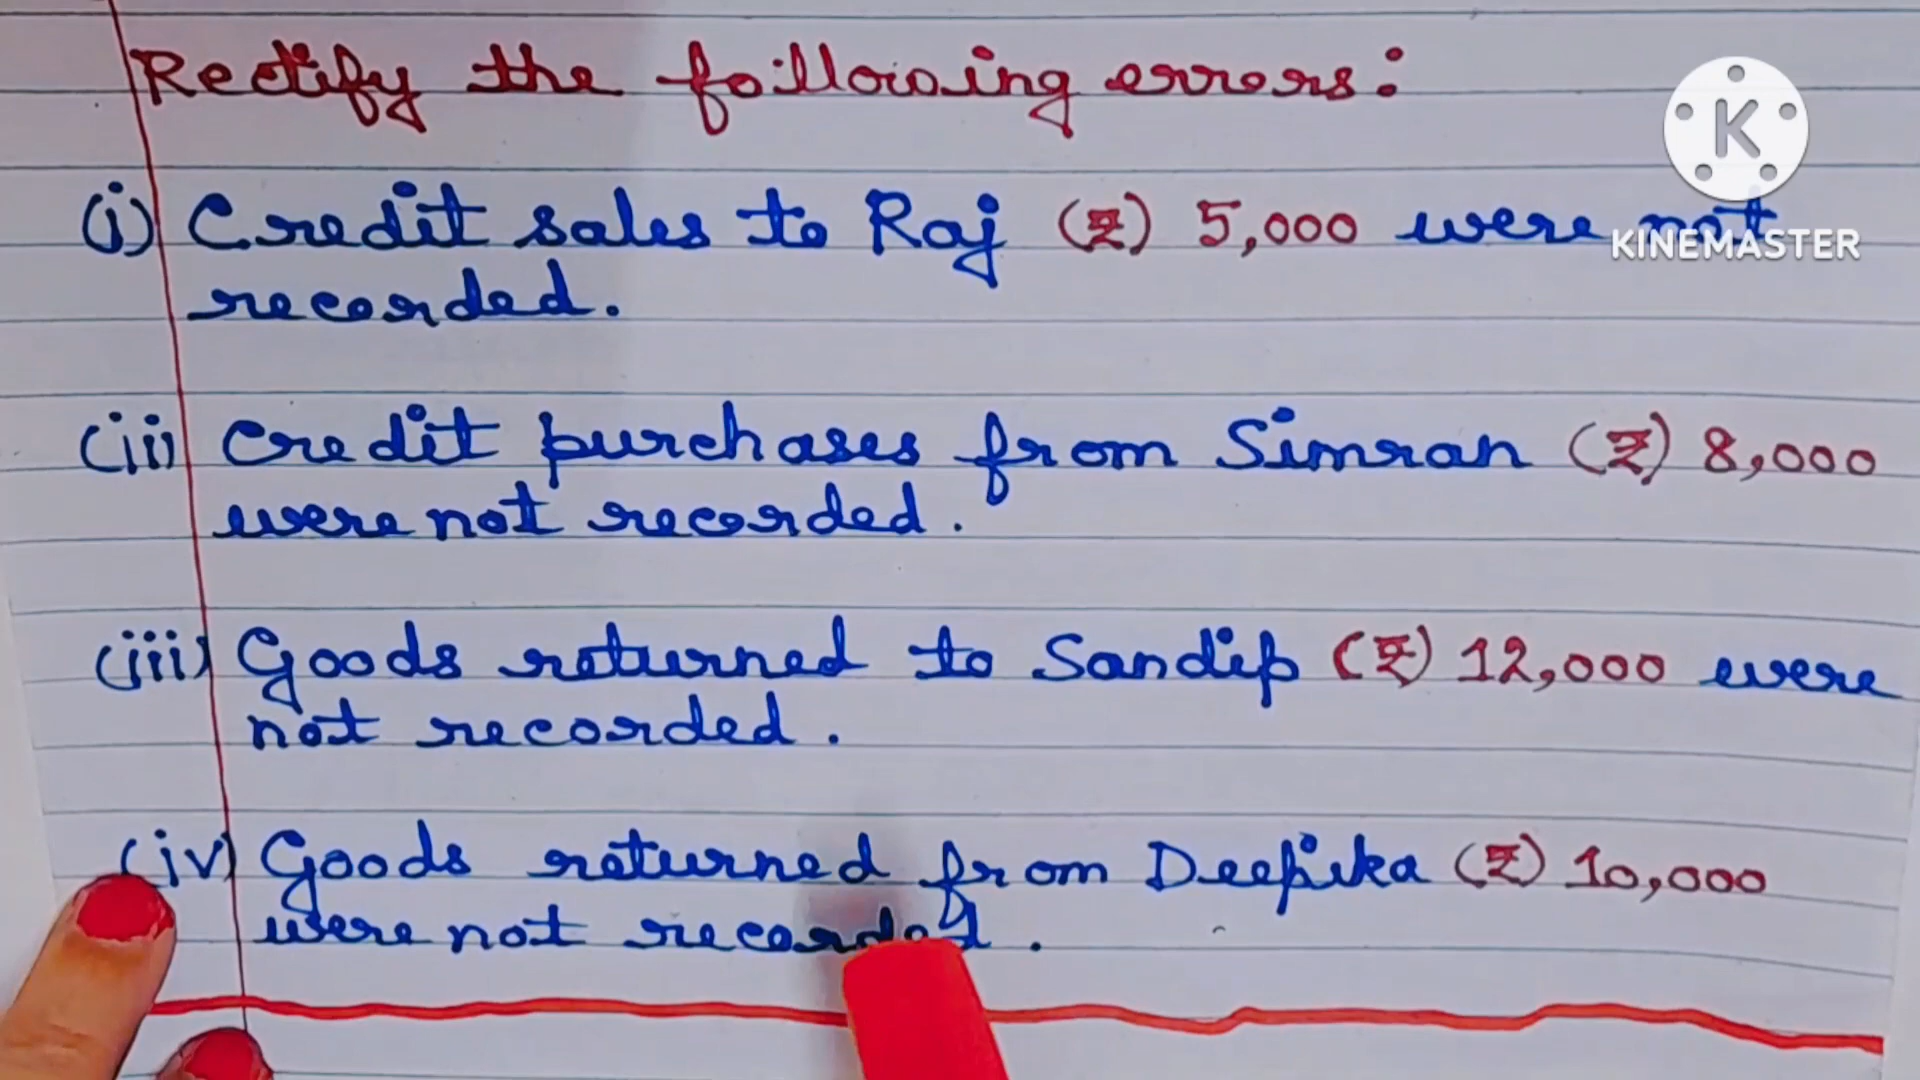 Rectify the following errors:
K
(i) Credit sales to Raj (₹) 5,000 were not
KINEMASTER
recorded.
(ii) Credit purchases from Simran (₹) 8,000
were not recorded.
(iii) Goods returned to Sandip (₹) 12,000 were
not recorded.
(iv) Goods returned from Deepika (₹) 10,000
were not recorded.